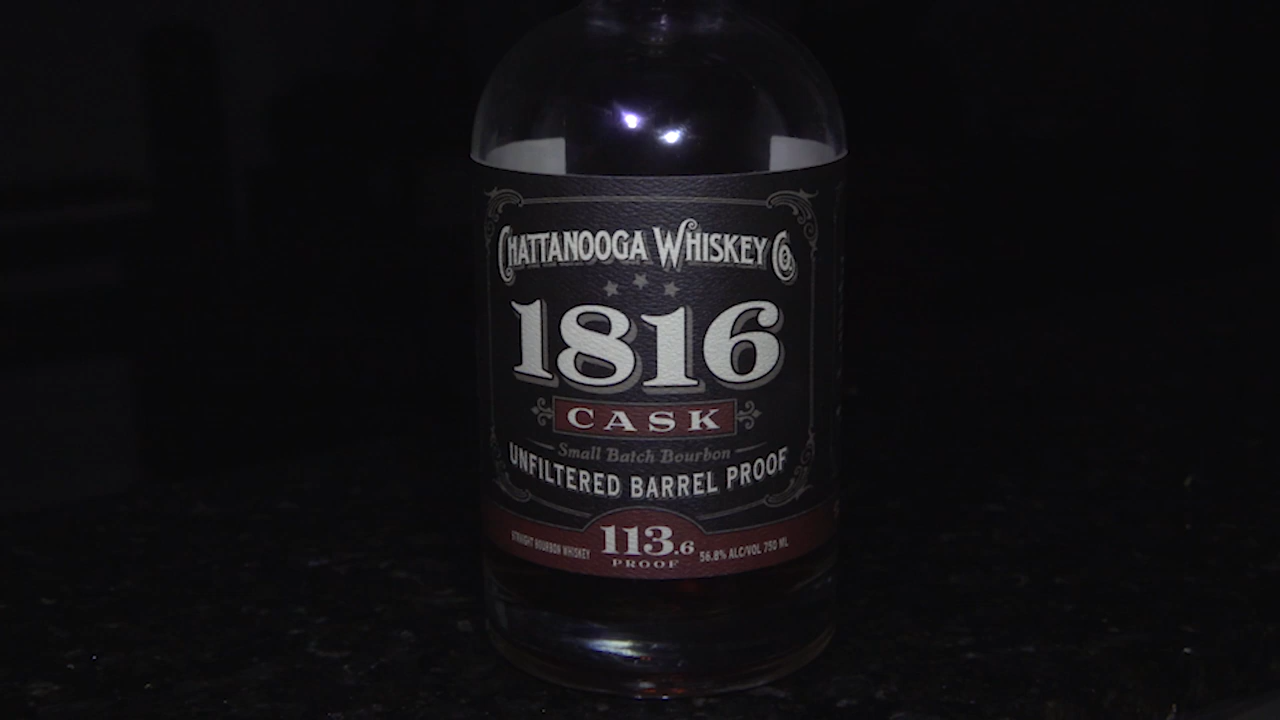 CHATTANOOGA WHISKEY CO.
1816
CASK
Small Batch Bourbon
UNFILTERED BARREL PROOF
STRAIGHT BOURBON WHISKEY 113.6 56.8% ALC/VOL 750 ML
PROOF